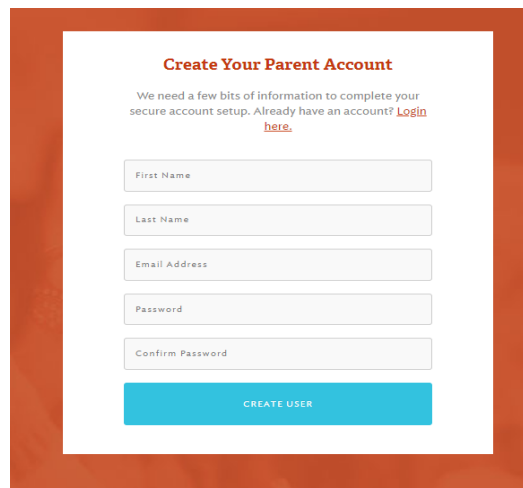 Create Your Parent Account
We need a few bits of information to complete your
secure account setup. Already have an account? Login
here.
First Name
Last Name
Email Address
Password
Confirm Password
CREATE USER